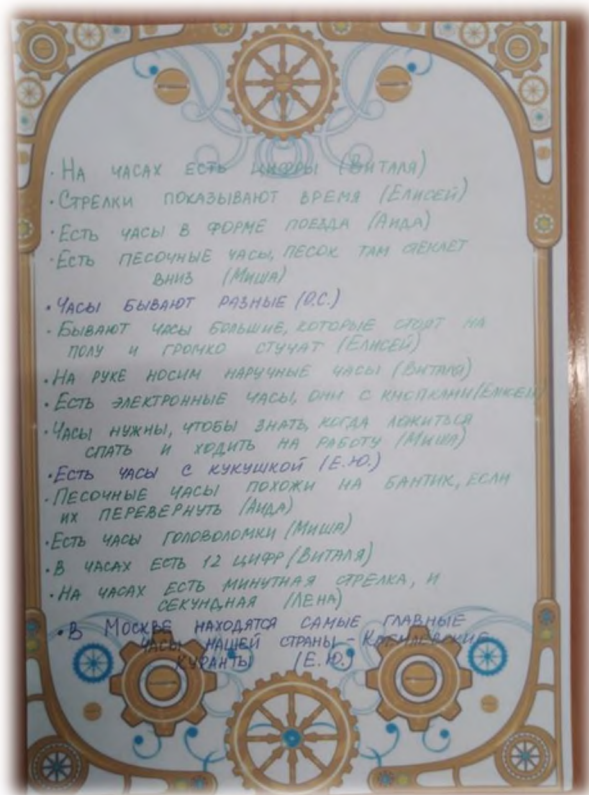 · На часах есть цифры (Виталя)
· Стрелки показывают время (Елисей)
· Есть часы в форме поезда (Аида)
· Есть песочные часы, песок там стекает
вниз (Миша)
· Часы бывают разные (О.С.)
· Бывают часы большие, которые стоят на
полу и громко стучат (Елисей)
· На руке носим наручные часы (Виталя)
· Есть электронные часы, они с кнопками (Елисей)
· Часы нужны, чтобы знать, когда ложиться
спать и ходить на работу (Миша)
· Есть часы с кукушкой (Е.Ю.)
· Песочные часы похожи на бантик, если
их перевернуть (Аида)
· Есть часы головоломки (Миша)
· В часах есть 12 цифр (Виталя)
· На часах есть минутная стрелка, и
секундная (Лена)
· В Москве находятся самые главные
часы нашей страны - Кремлевские
куранты (Е.Ю.)